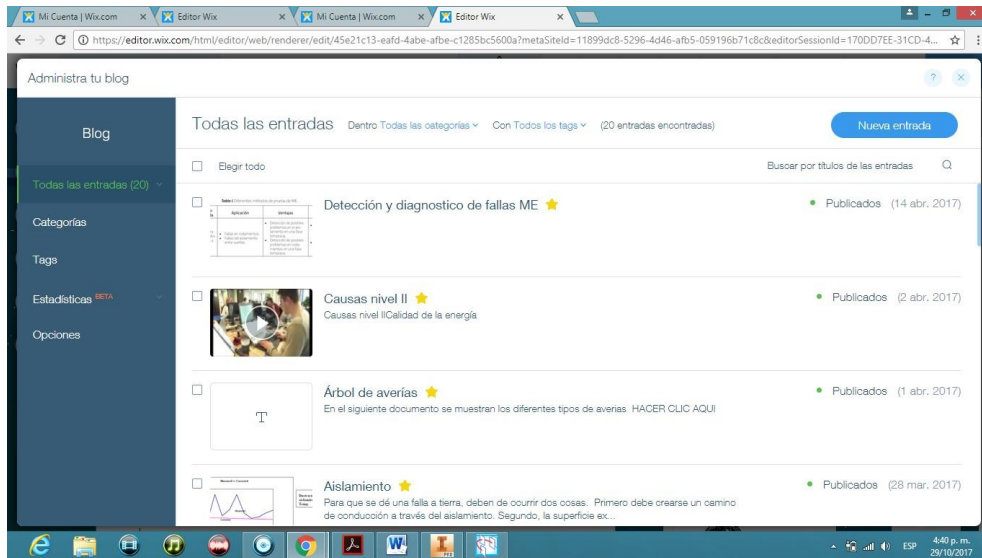 Mi Cuenta | Wix.com
Editor Wix
Mi Cuenta | Wix.com
Editor Wix
https://editor.wix.com/html/editor/web/renderer/edit/45e21c13-eafd-4abe-afbe-c1285bc5600a?metaSiteId=11899dc8-5296-4d46-afb5-059196b71c8c&editorSessionId=170DD7EE-31CD-4...
Administra tu blog
?
Blog
Todas las entradas Dentro Todas las categorías Con Todos los tags (20 entradas encontradas)
Nueva entrada
Elegir todo
Buscar por títulos de las entradas
Todas las entradas (20)
Categorías
Tags
Estadísticas BETA
Opciones
Aplicación Ventajas
Detección y diagnostico de fallas ME
Publicados (14 abr. 2017)
Causas nivel II
Causas nivel IICalidad de la energía
Publicados (2 abr. 2017)
T
Árbol de averías
En el siguiente documento se muestran los diferentes tipos de averias HACER CLIC AQUI
Publicados (1 abr. 2017)
Aislamiento
Para que se dé una falla a tierra, deben de ocurrir dos cosas. Primero debe crearse un camino
de conducción a través del aislamiento. Segundo, la superficie ex...
Publicados (28 mar. 2017)
ESP
4:40 p. m.
29/10/2017